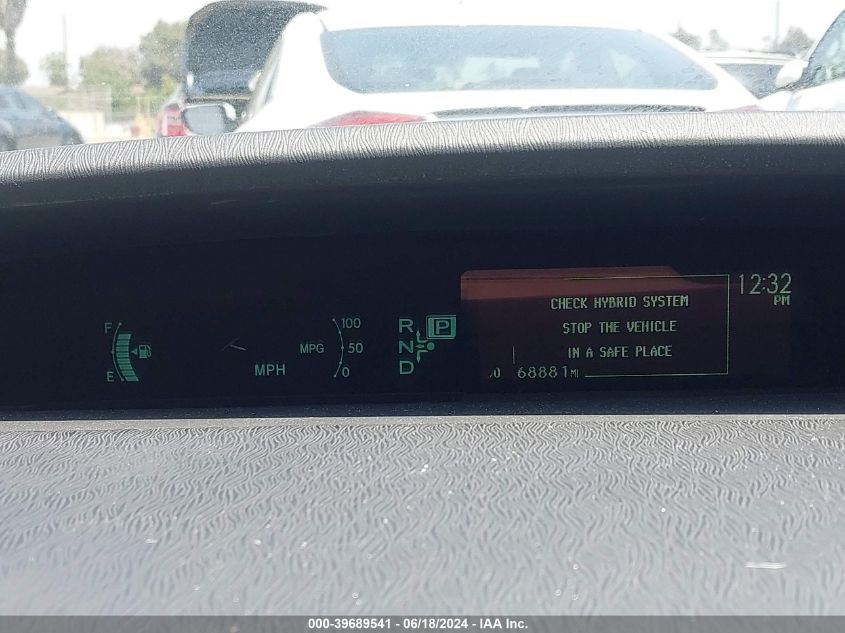 12:32
PM
CHECK HYBRID SYSTEM
STOP THE VEHICLE
IN A SAFE PLACE
68881 MI
F
E
MPH
MPG
100
50
0
R P
N
D
000-39689541 - 06/18/2024 - IAA Inc.